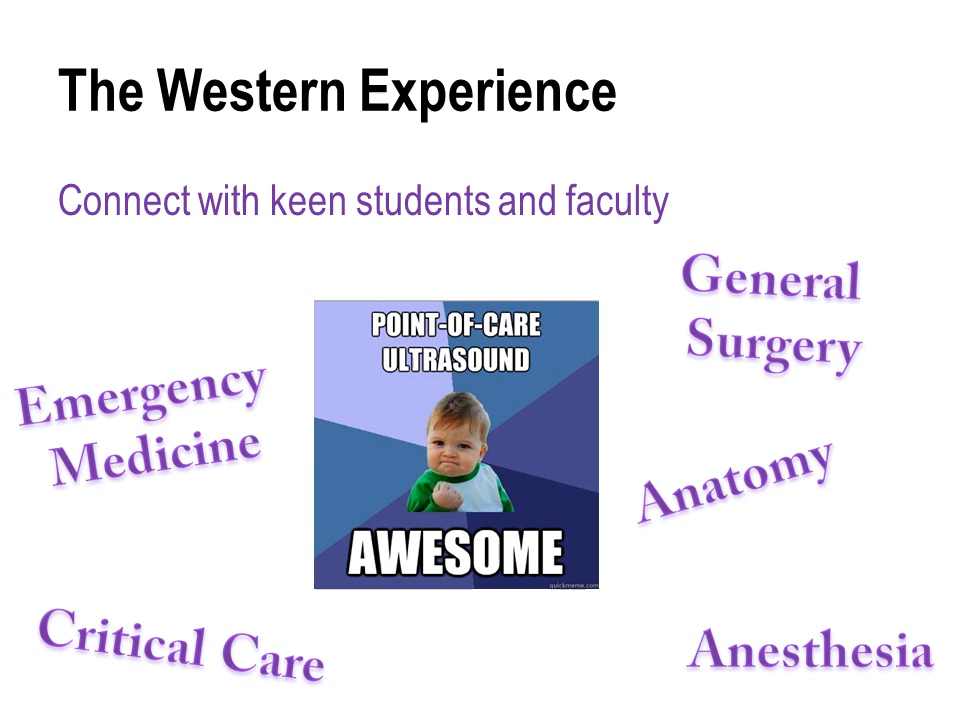 The Western Experience
Connect with keen students and faculty
General
Surgery
POINT-OF-CARE
ULTRASOUND
Emergency
Medicine
Anatomy
AWESOME
quickmeme.com
Critical Care
Anesthesia